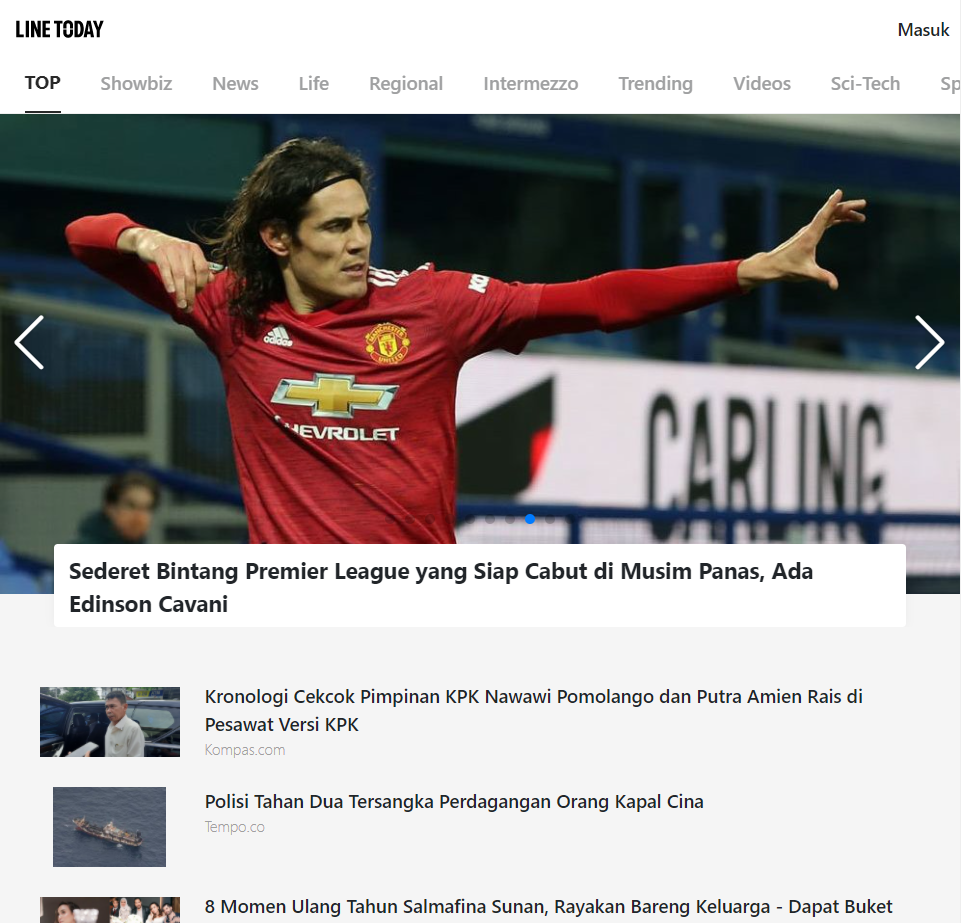 LINE TODAY
Masuk
TOP Showbiz News Life Regional Intermezzo Trending Videos Sci-Tech Sp
adidas
MANCHESTER
UNITED
CHEVROLET
CARLING
Sederet Bintang Premier League yang Siap Cabut di Musim Panas, Ada
Edinson Cavani
Kronologi Cekcok Pimpinan KPK Nawawi Pomolango dan Putra Amien Rais di
Pesawat Versi KPK
Kompas.com
Polisi Tahan Dua Tersangka Perdagangan Orang Kapal Cina
Tempo.co
8 Momen Ulang Tahun Salmafina Sunan, Rayakan Bareng Keluarga - Dapat Buket